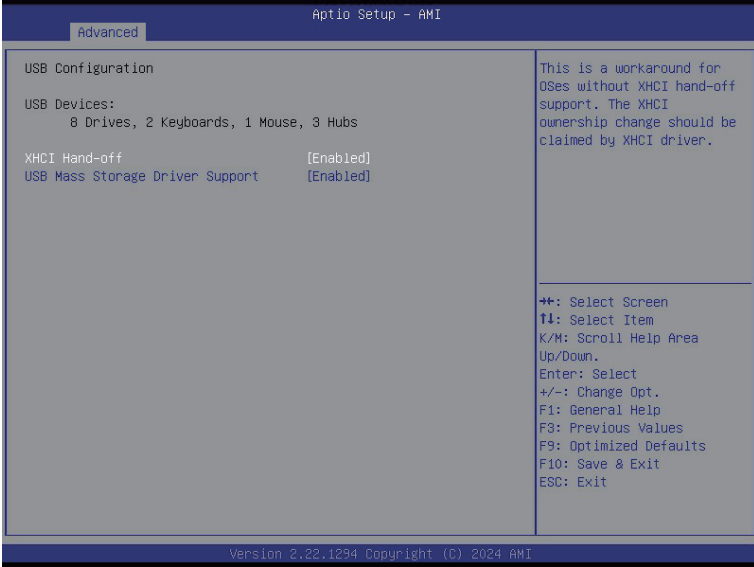 Aptio Setup – AMI
Advanced
USB Configuration
USB Devices:
8 Drives, 2 Keyboards, 1 Mouse, 3 Hubs
XHCI Hand-off [Enabled]
USB Mass Storage Driver Support [Enabled]
This is a workaround for
OSes without XHCI hand-off
support. The XHCI
ownership change should be
claimed by XHCI driver.
→←: Select Screen
↑↓: Select Item
K/M: Scroll Help Area
Up/Down.
Enter: Select
+/-: Change Opt.
F1: General Help
F3: Previous Values
F9: Optimized Defaults
F10: Save & Exit
ESC: Exit
Version 2.22.1294 Copyright (C) 2024 AMI